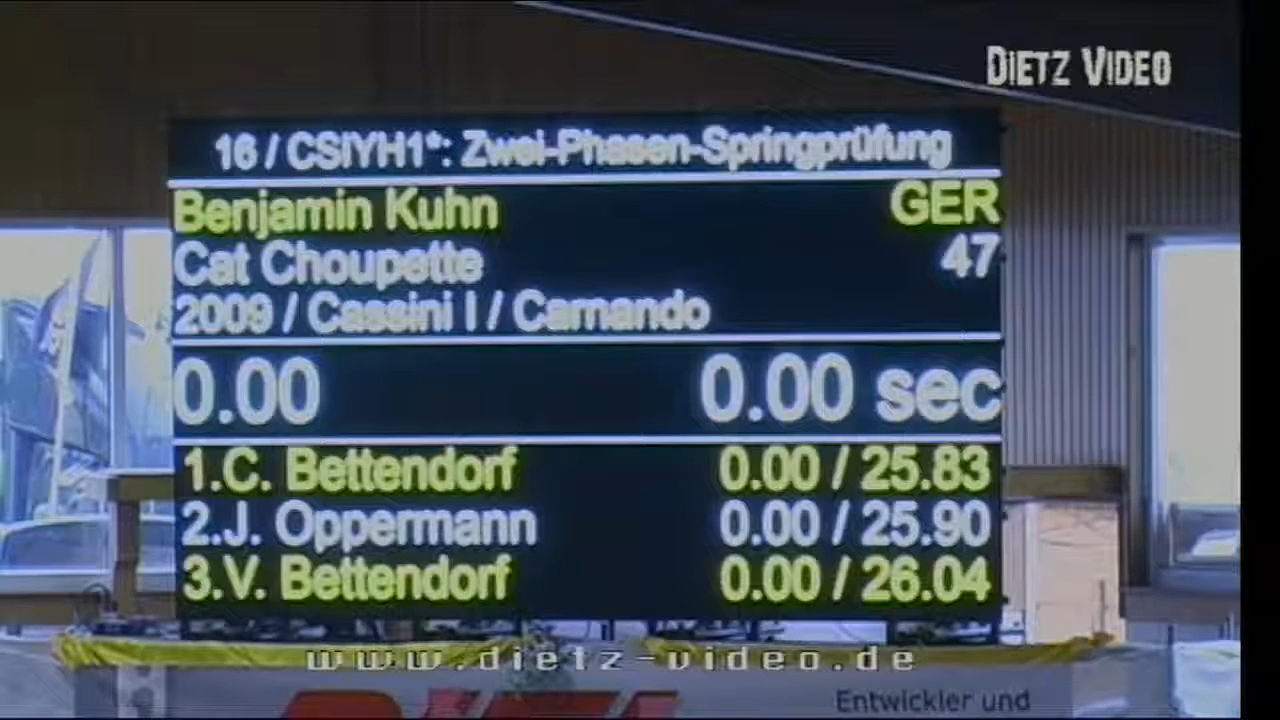 DIETZ VIDEO
16 / CSIYH1*: Zwei-Phasen-Springprüfung
Benjamin Kuhn GER
Cat Choupette 47
2009 / Cassini I / Carnando
0.00 0.00 sec
1.C. Bettendorf 0.00 / 25.83
2.J. Oppermann 0.00 / 25.90
3.V. Bettendorf 0.00 / 26.04
www.dietz-video.de
Entwickler und